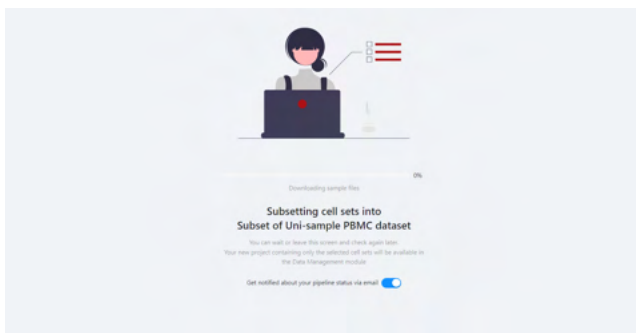 0%
Downloading sample files
Subsetting cell sets into
Subset of Uni-sample PBMC dataset
You can wait or leave this screen and check again later.
Your new project containing only the selected cell sets will be available in
the Data Management module
Get notified about your pipeline status via email